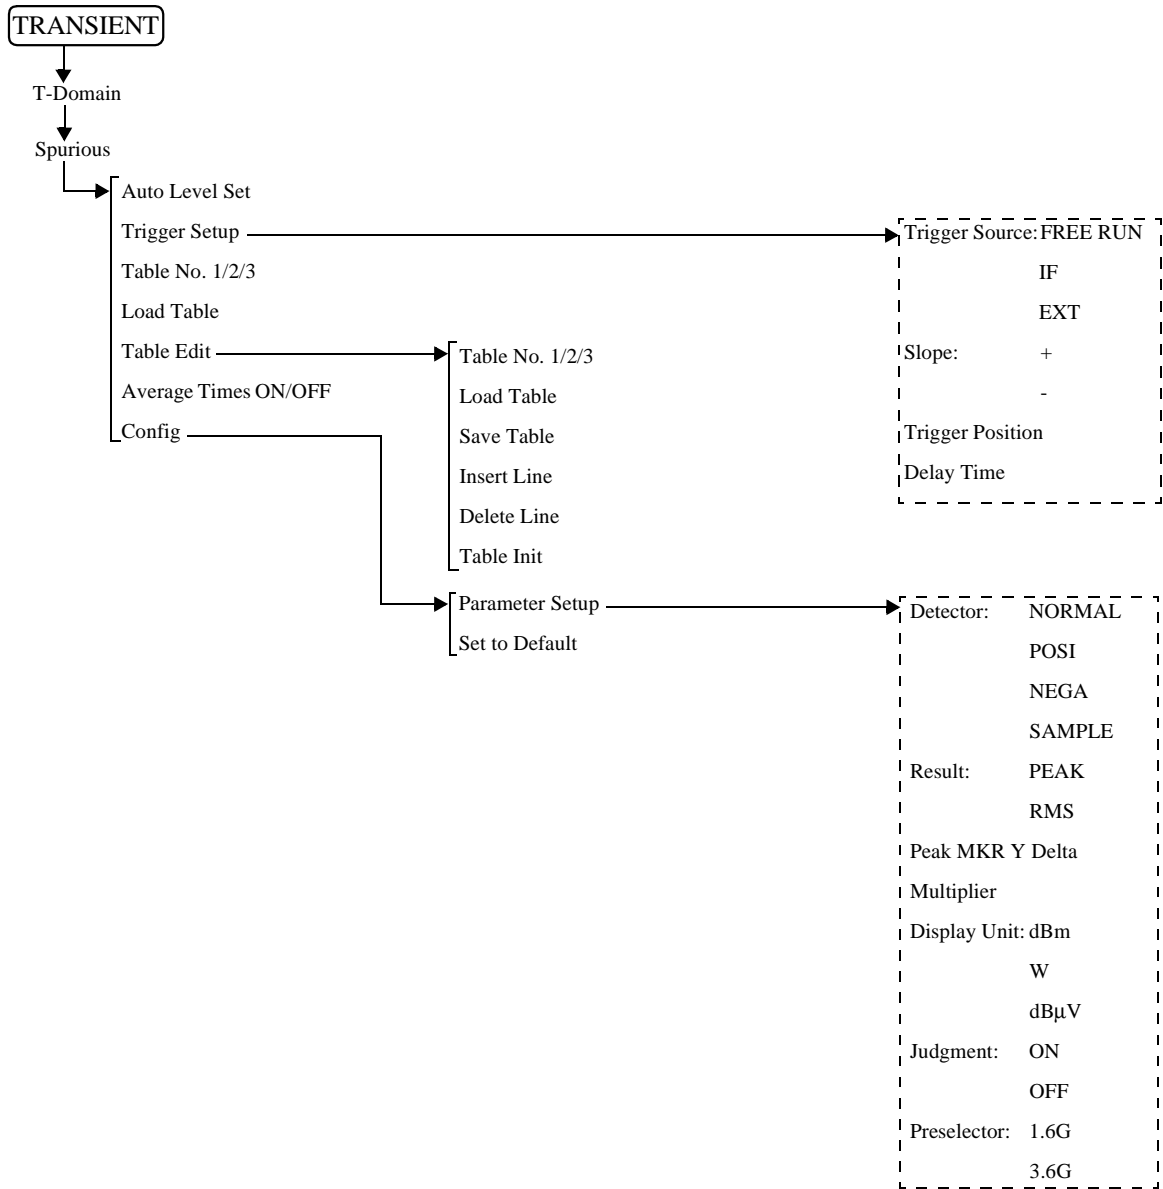 TRANSIENT
T-Domain
Spurious
Auto Level Set
Trigger Setup
Table No. 1/2/3
Load Table
Table Edit
Average Times ON/OFF
Config
Table No. 1/2/3
Load Table
Save Table
Insert Line
Delete Line
Table Init
Parameter Setup
Set to Default
Trigger Source: FREE RUN
IF
EXT
Slope: +
-
Trigger Position
Delay Time
Detector: NORMAL
POSI
NEGA
SAMPLE
Result: PEAK
RMS
Peak MKR Y Delta
Multiplier
Display Unit: dBm
W
dBµV
Judgment: ON
OFF
Preselector: 1.6G
3.6G